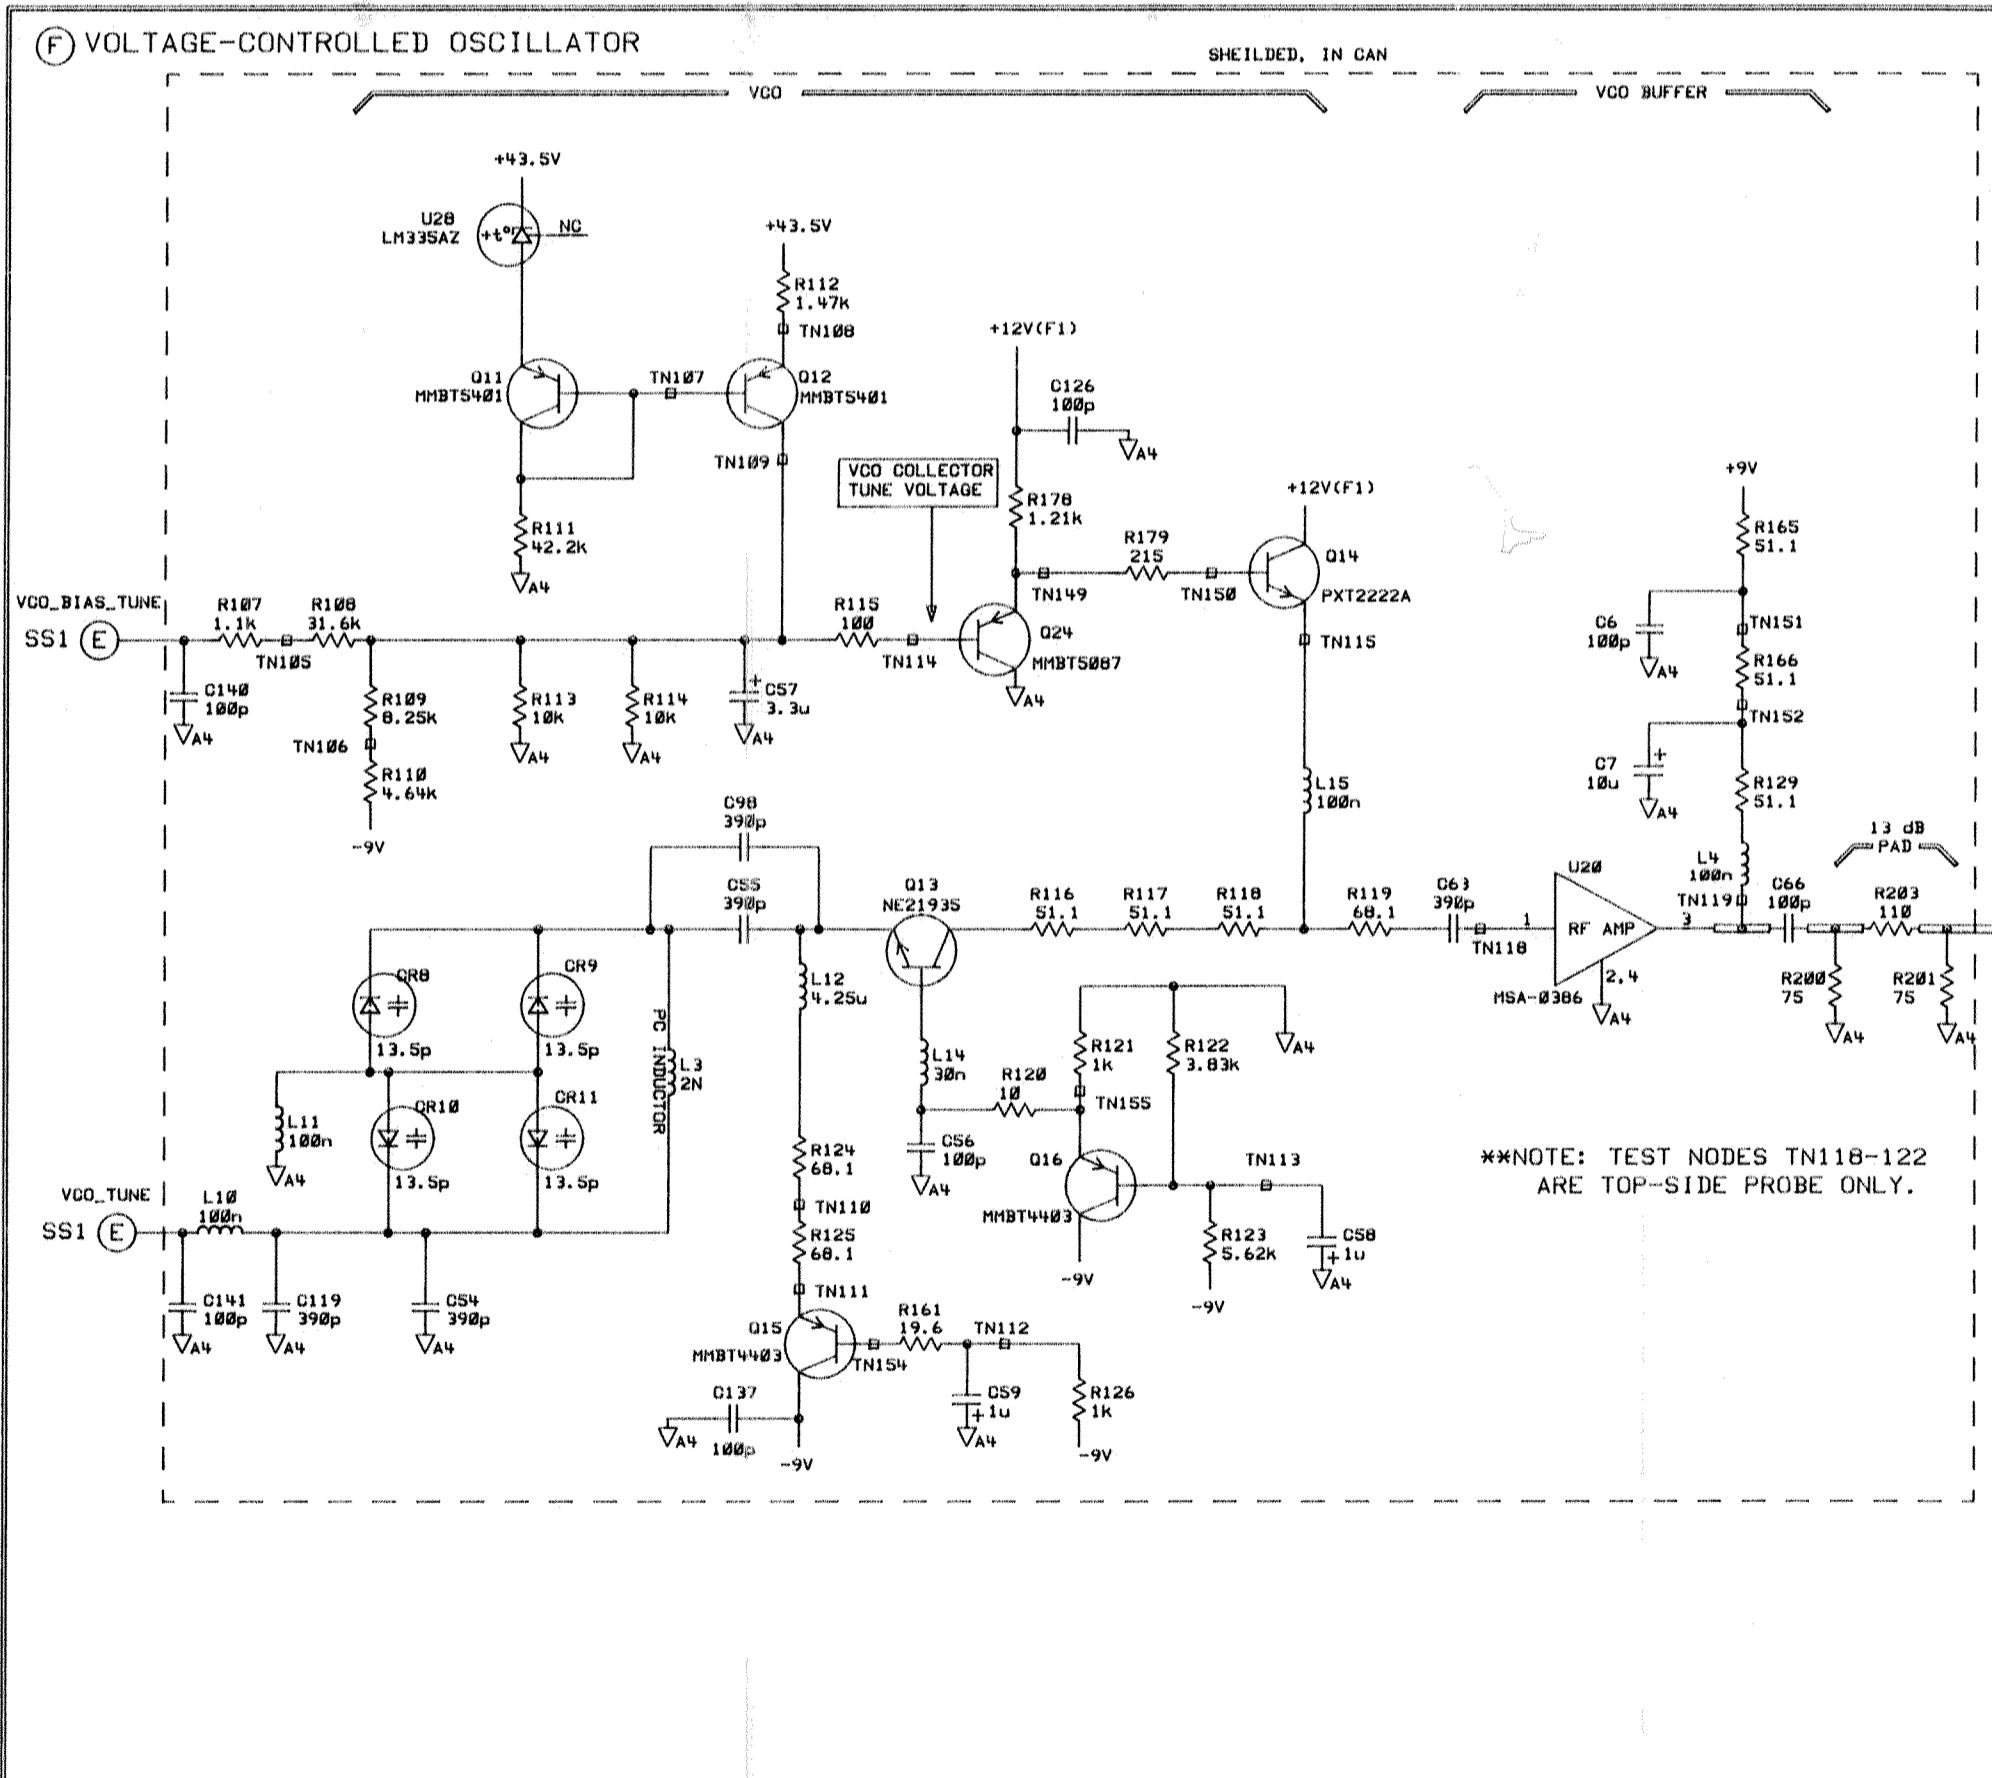 F VOLTAGE-CONTROLLED OSCILLATOR
SHEILDED, IN CAN
VCO
VCO BUFFER
+43.5V
U28
LM335AZ
+t°
NC
+43.5V
R112
1.47k
TN108
Q11
MMBT5401
TN107
Q12
MMBT5401
+12V(F1)
C126
100p
A4
TN109
VCO COLLECTOR
TUNE VOLTAGE
R178
1.21k
+12V(F1)
+9V
R111
42.2k
A4
R179
215
Q14
PXT2222A
R165
51.1
TN149
TN150
VCO_BIAS_TUNE
SS1 E
R107
1.1k
TN105
R108
31.6k
R115
100
TN114
Q24
MMBT5087
A4
TN115
C6
100p
A4
TN151
R166
51.1
TN152
C140
100p
A4
R109
8.25k
TN106
R110
4.64k
-9V
R113
10k
A4
R114
10k
A4
+
C57
3.3u
A4
L15
100n
C7
10u
+
A4
R129
51.1
13 dB
PAD
C98
390p
C55
390p
Q13
NE21935
R116
51.1
R117
51.1
R118
51.1
R119
68.1
C63
390p
TN118
1
U20
RF AMP
3
2,4
MSA-0386
A4
L4
100n
TN119
C66
100p
R203
110
R200
75
A4
R201
75
A4
CR8
13.5p
CR9
13.5p
PC INDUCTOR
L3
2N
L12
4.25u
L14
30n
R120
10
R121
1k
TN155
R122
3.83k
A4
L11
100n
A4
CR10
13.5p
CR11
13.5p
R124
68.1
C56
100p
A4
Q16
MMBT4403
-9V
TN113
**NOTE: TEST NODES TN118-122
ARE TOP-SIDE PROBE ONLY.
VCO_TUNE
SS1 E
L10
100n
TN110
R125
68.1
TN111
R123
5.62k
-9V
C58
+1u
A4
C141
100p
A4
C119
390p
A4
C54
390p
A4
Q15
MMBT4403
TN154
R161
19.6
TN112
C137
100p
A4
-9V
C59
+1u
A4
R126
1k
-9V